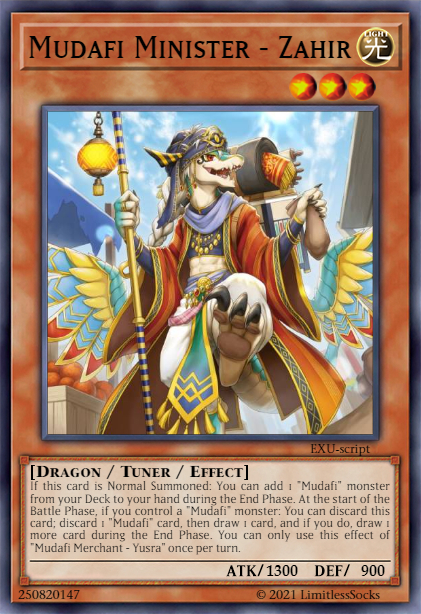 MUDAFI MINISTER - ZAHIR
LIGHT
光
EXU-script
[DRAGON / TUNER / EFFECT]
If this card is Normal Summoned: You can add 1 "Mudafi" monster
from your Deck to your hand during the End Phase. At the start of the
Battle Phase, if you control a "Mudafi" monster: You can discard this
card; discard 1 "Mudafi" card, then draw 1 card, and if you do, draw 1
more card during the End Phase. You can only use this effect of
"Mudafi Merchant - Yusra" once per turn.
ATK/1300 DEF/ 900
250820147 © 2021 LimitlessSocks